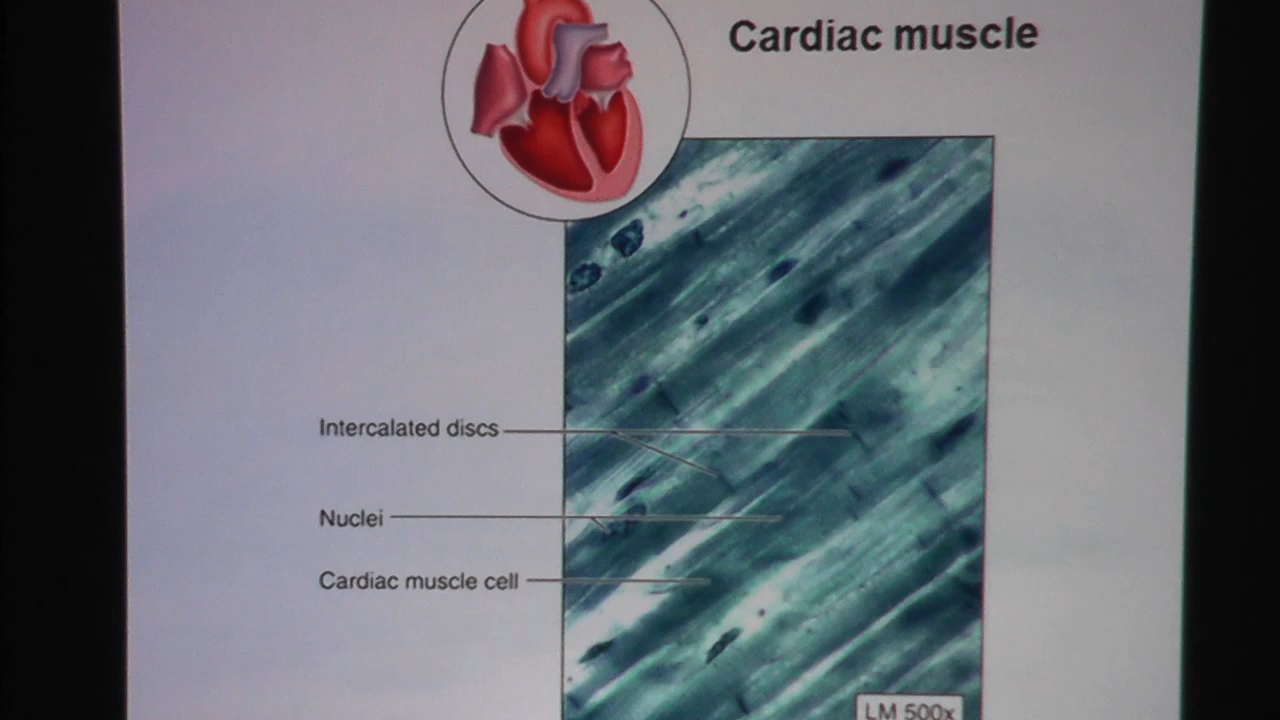 Cardiac muscle
Intercalated discs
Nuclei
Cardiac muscle cell
LM 500x